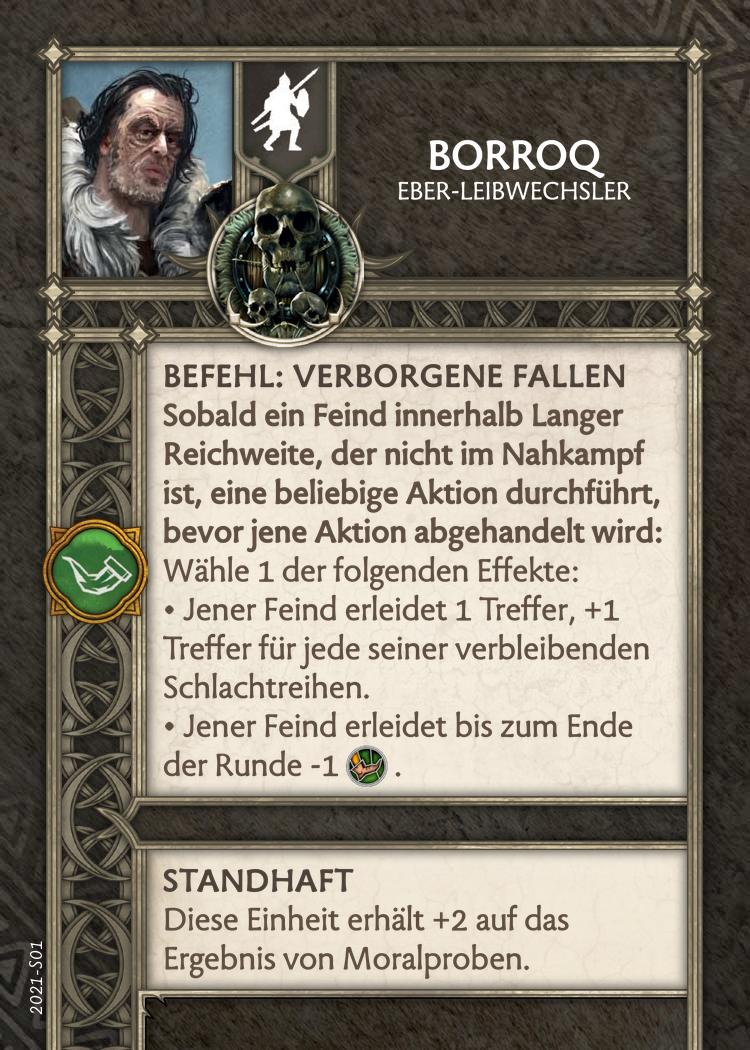 BORROQ
EBER-LEIBWECHSLER
BEFEHL: VERBORGENE FALLEN
Sobald ein Feind innerhalb Langer
Reichweite, der nicht im Nahkampf
ist, eine beliebige Aktion durchführt,
bevor jene Aktion abgehandelt wird:
Wähle 1 der folgenden Effekte:
• Jener Feind erleidet 1 Treffer, +1
Treffer für jede seiner verbleibenden
Schlachtreihen.
• Jener Feind erleidet bis zum Ende
der Runde -1 .
STANDHAFT
Diese Einheit erhält +2 auf das
Ergebnis von Moralproben.
2021-S01